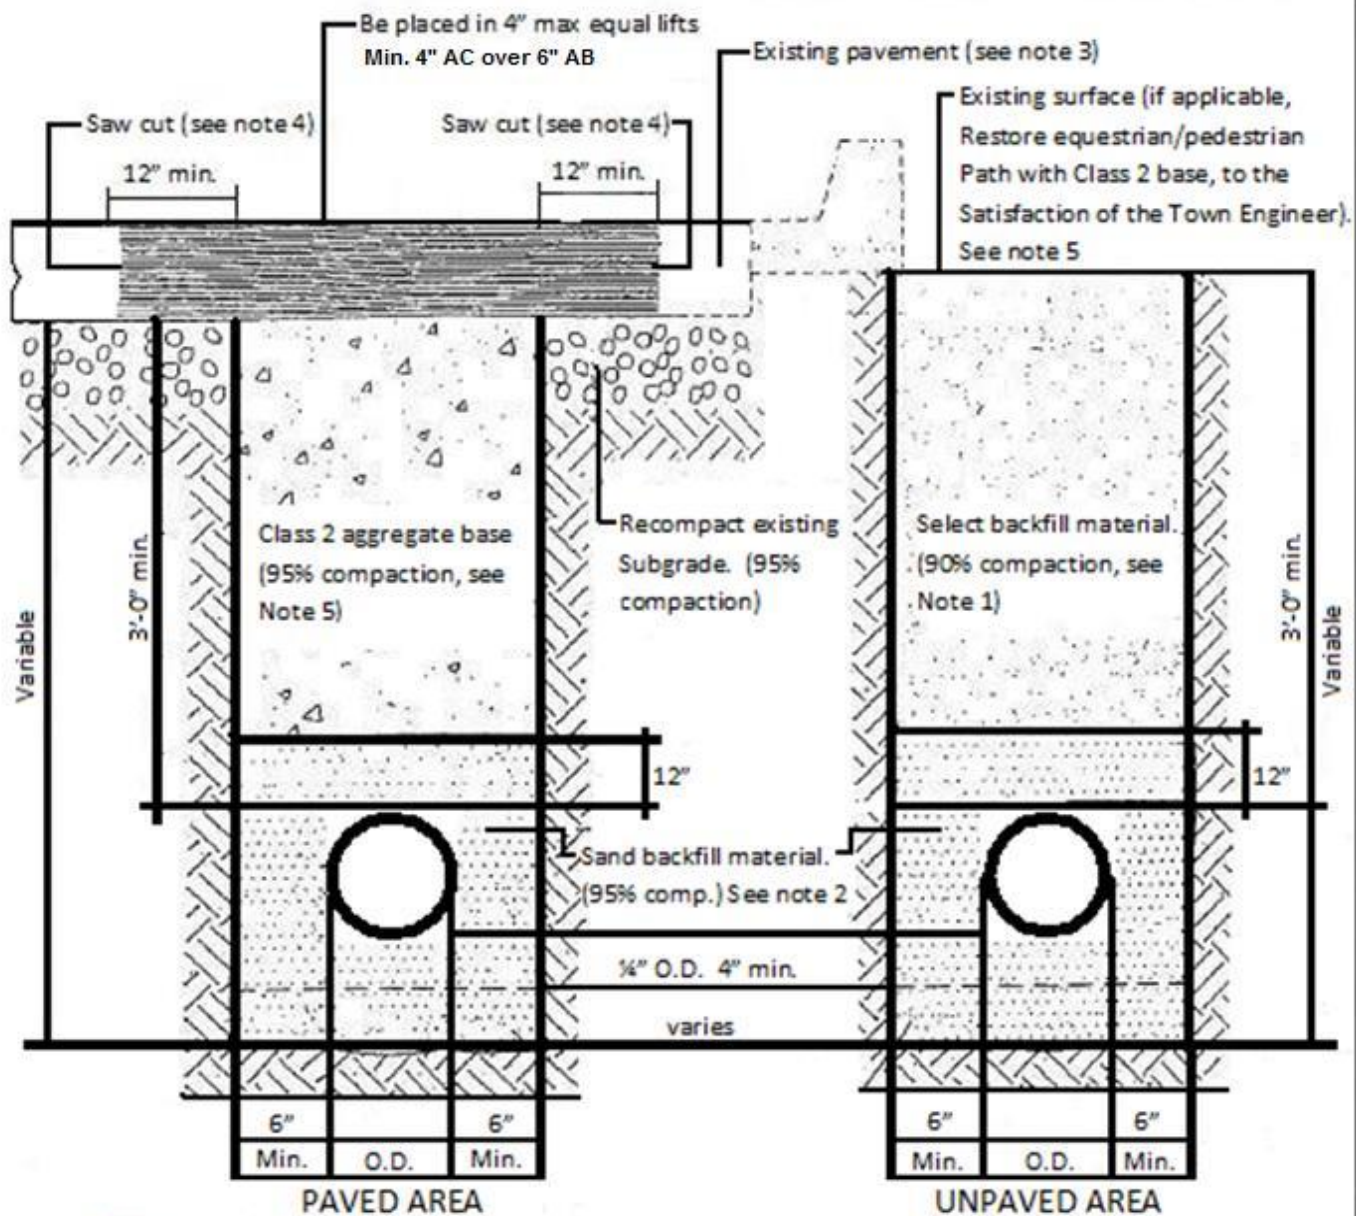 Be placed in 4” max equal lifts
Min. 4" AC over 6" AB
Existing pavement (see note 3)
Existing surface (if applicable,
Restore equestrian/pedestrian
Path with Class 2 base, to the
Satisfaction of the Town Engineer).
See note 5
Saw cut (see note 4)
Saw cut (see note 4)
12” min.
12” min.
Class 2 aggregate base
(95% compaction, see
Note 5)
Recompact existing
Subgrade. (95%
compaction)
Select backfill material.
(90% compaction, see
Note 1)
Variable
3’-0” min.
3’-0” min.
Variable
12”
12”
Sand backfill material.
(95% comp.) See note 2
¼” O.D. 4” min.
varies
6”
6”
6”
6”
Min.
O.D.
Min.
Min.
O.D.
Min.
PAVED AREA
UNPAVED AREA